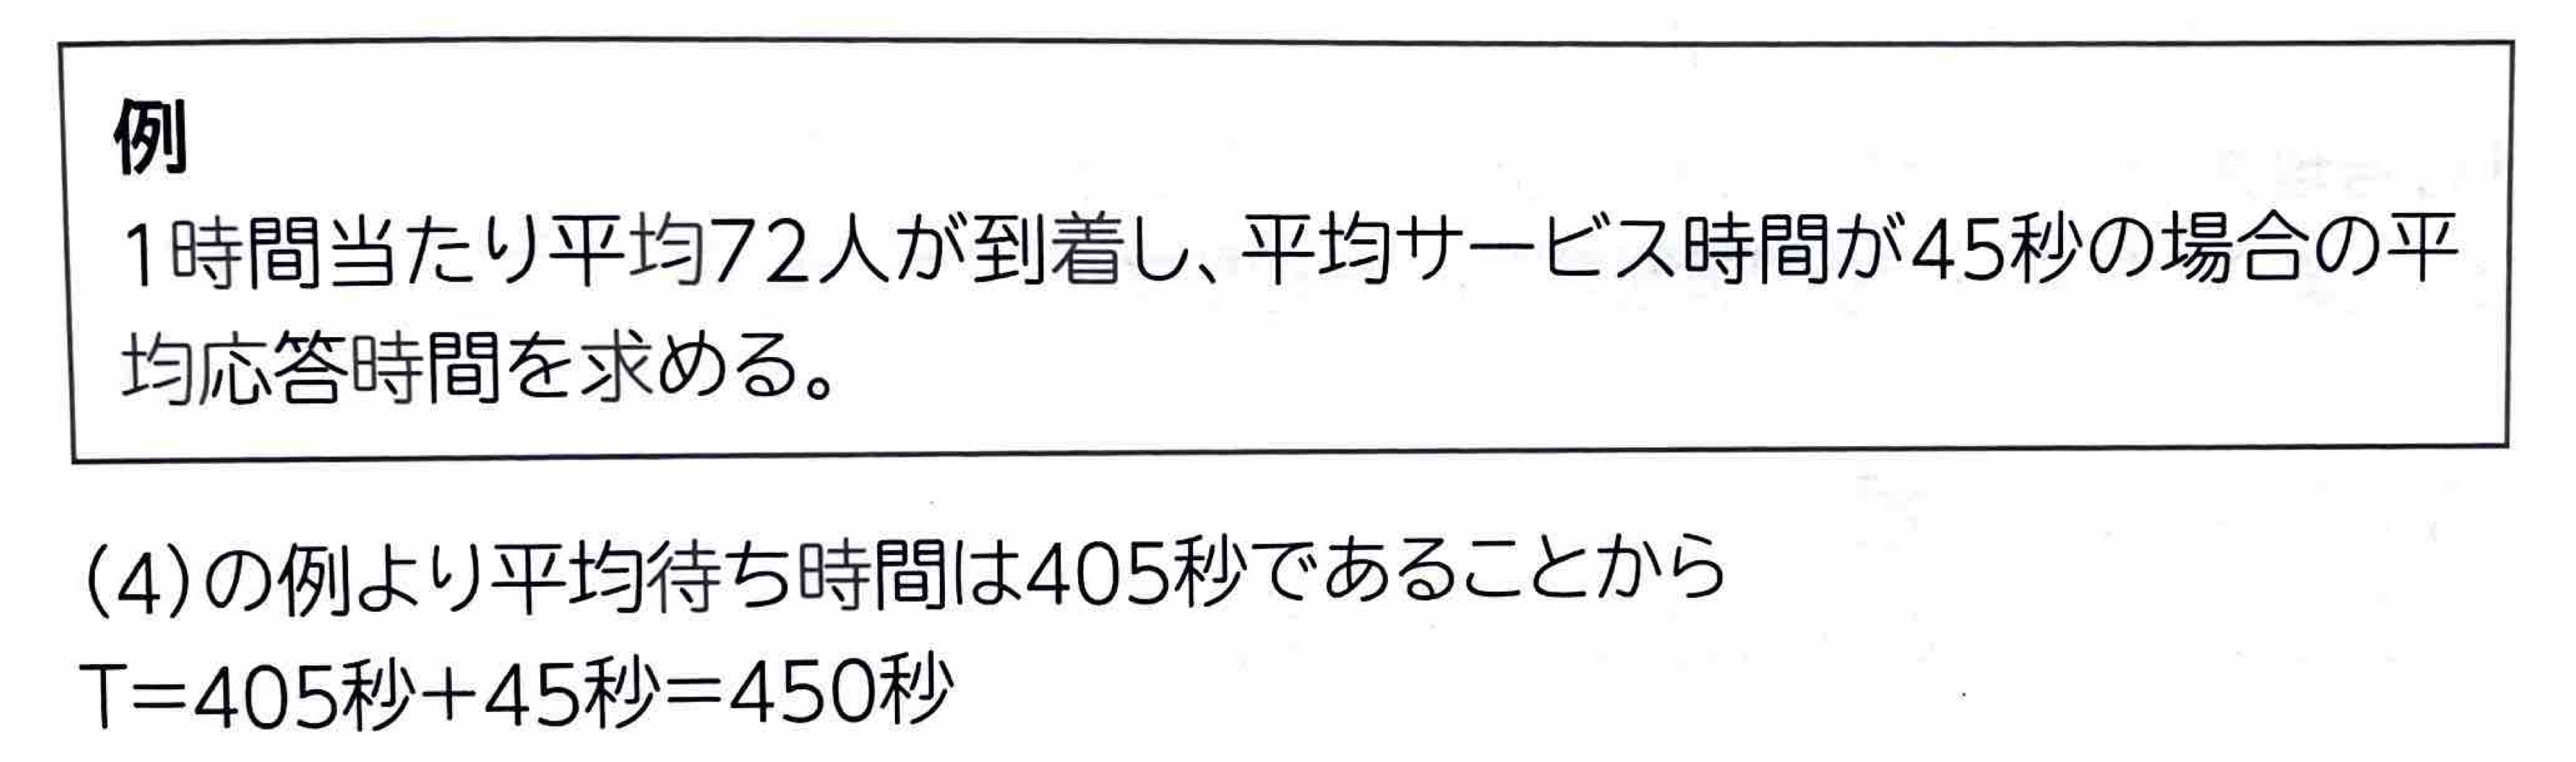 例
1時間当たり平均72人が到着し、平均サービス時間が45秒の場合の平
均応答時間を求める。
(4)の例より平均待ち時間は405秒であることから
T=405秒+45秒=450秒